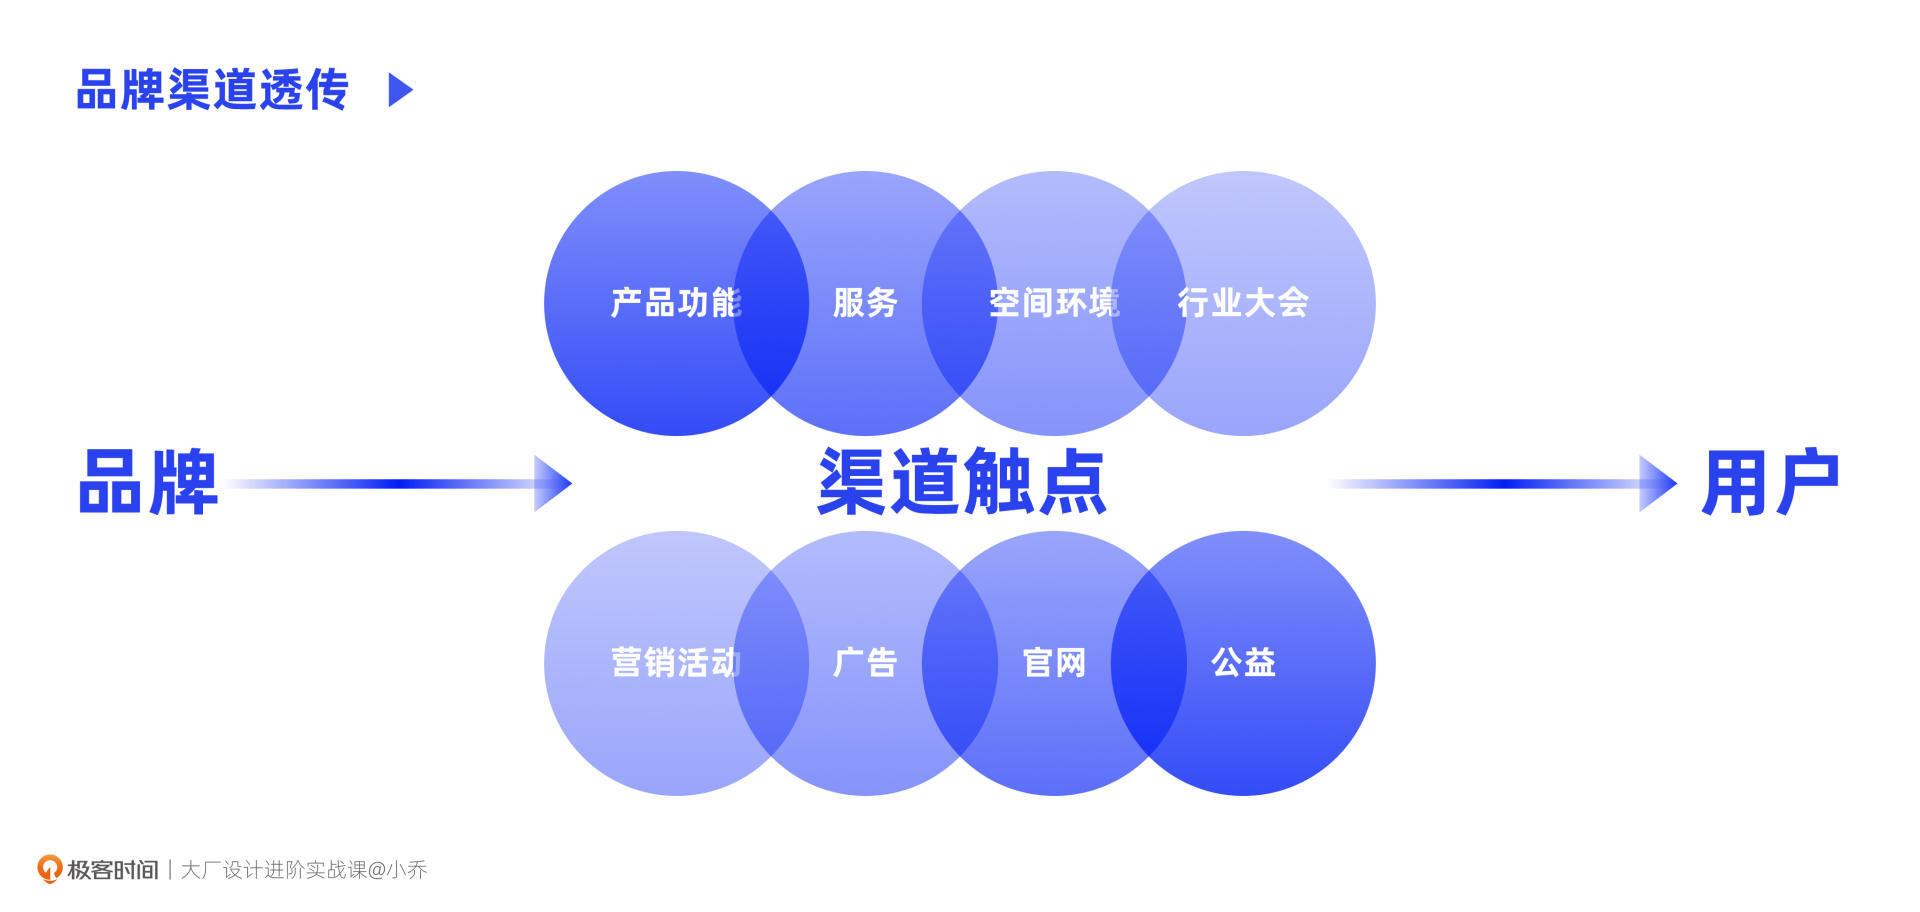 品牌渠道透传
产品功能 服务 空间环境 行业大会
品牌 渠道触点 用户
营销活动 广告 官网 公益
极客时间 | 大厂设计进阶实战课@小乔